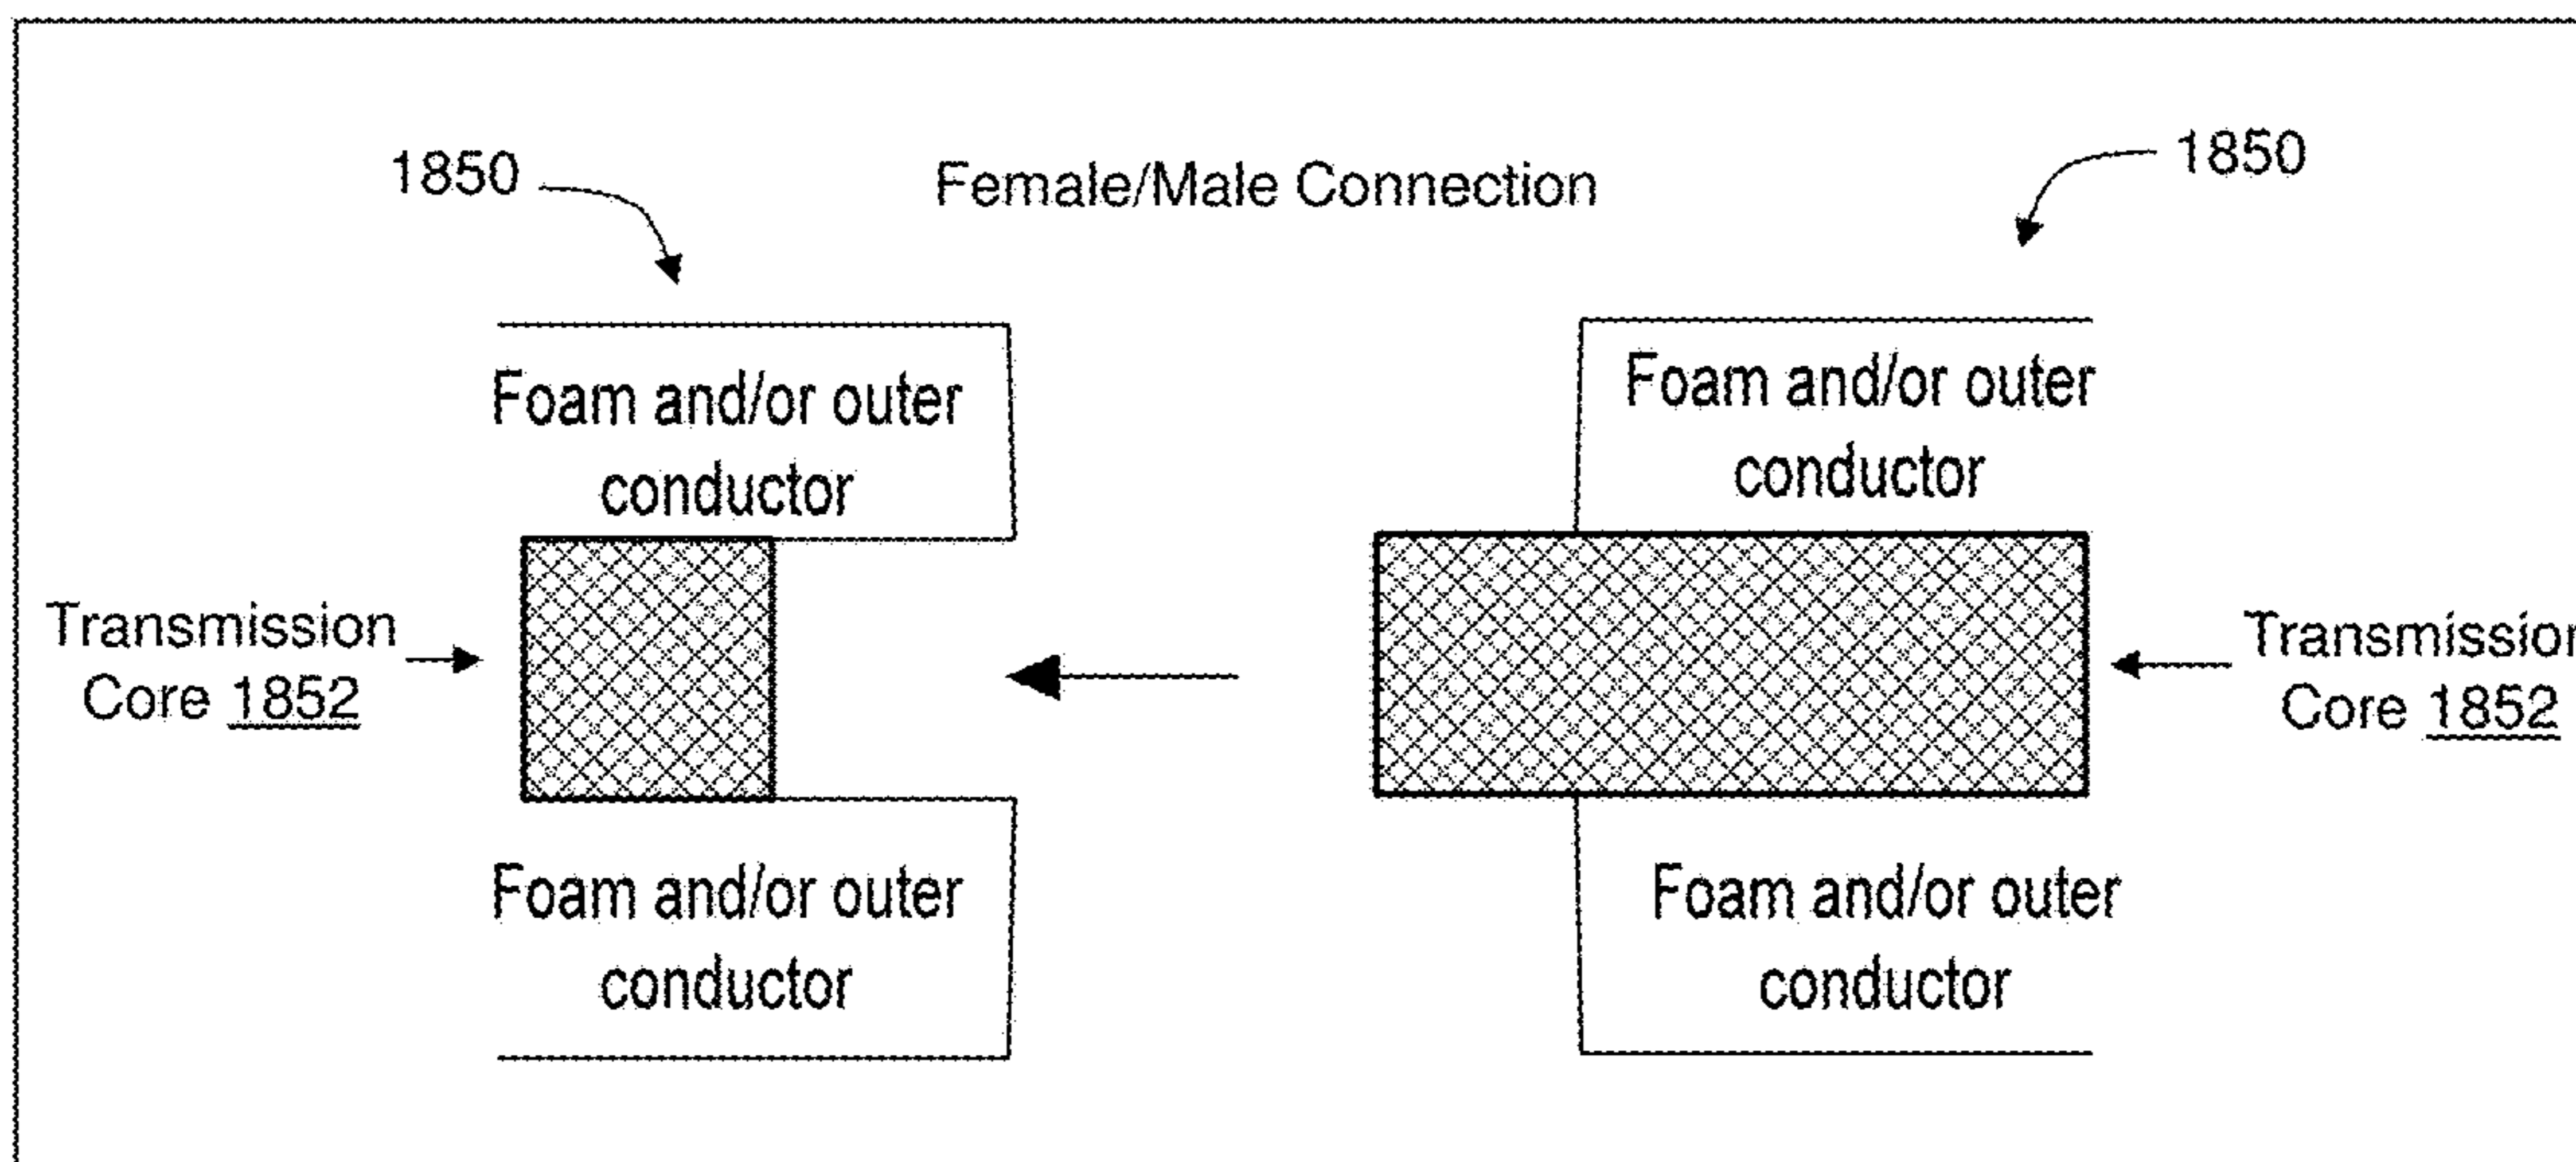 1850
Female/Male Connection
1850
Foam and/or outer
conductor
Foam and/or outer
conductor
Transmission
Core 1852
Transmission
Core 1852
Foam and/or outer
conductor
Foam and/or outer
conductor